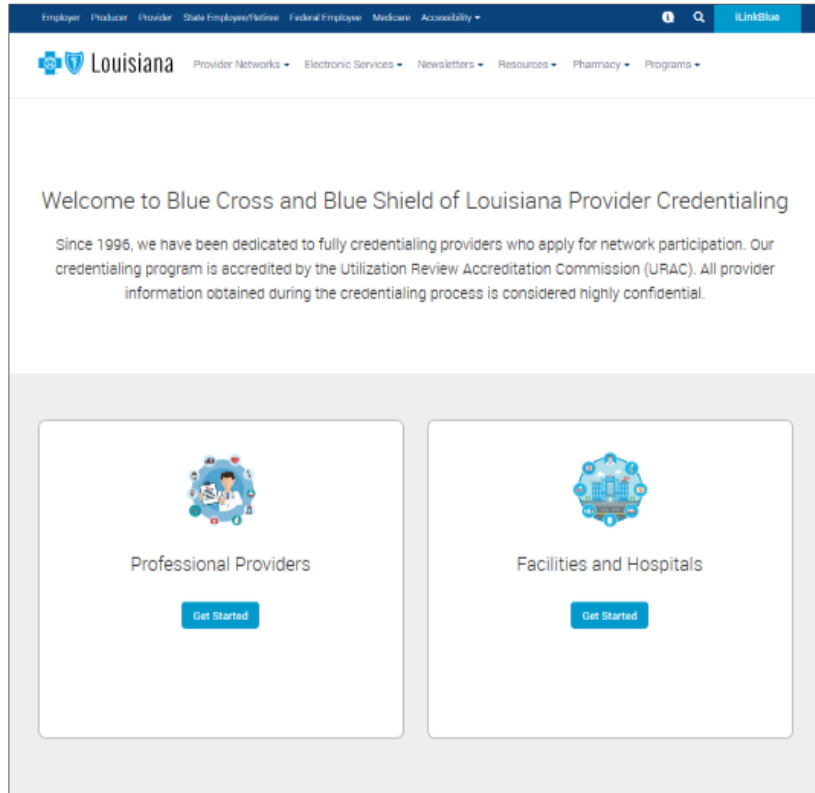 Employer Producer Provider State Employee/Retiree Federal Employee Medicare Accessibility iLinkBlue
Louisiana Provider Networks Electronic Services Newsletters Resources Pharmacy Programs
Welcome to Blue Cross and Blue Shield of Louisiana Provider Credentialing
Since 1996, we have been dedicated to fully credentialing providers who apply for network participation. Our
credentialing program is accredited by the Utilization Review Accreditation Commission (URAC). All provider
information obtained during the credentialing process is considered highly confidential.
Professional Providers Facilities and Hospitals
Get Started Get Started